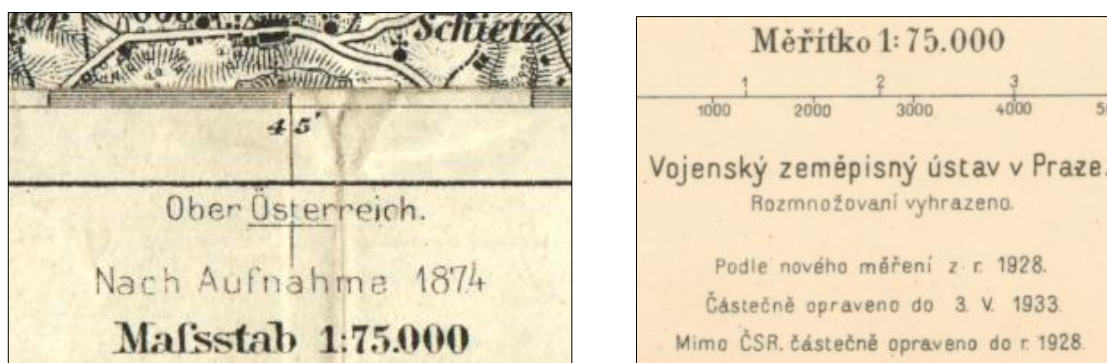 Schietz
45'
Ober Österreich.
Nach Aufnahme 1874
Maſsstab 1:75.000
Měřítko 1:75.000
1 2 3
1000 2000 3000 4000
Vojenský zeměpisný ústav v Praze.
Rozmnožovaní vyhrazeno.
Podle nového měření z r. 1928.
Částečně opraveno do 3. V. 1933.
Mimo ČSR. částečně opraveno do r. 1928.